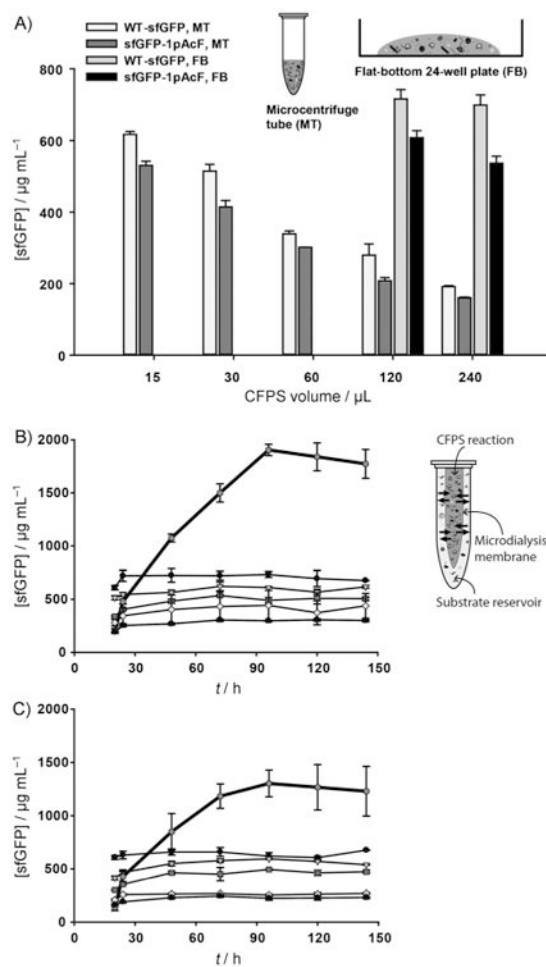 A)
WT-sfGFP, MT
sfGFP-1pAcF, MT
WT-sfGFP, FB
sfGFP-1pAcF, FB
Microcentrifuge
tube (MT)
Flat-bottom 24-well plate (FB)
[sfGFP] / µg mL⁻¹
800
600
400
200
0
15 30 60 120 240
CFPS volume / µL
B)
[sfGFP] / µg mL⁻¹
2000
1500
1000
500
0
0 30 60 90 120 150
t / h
CFPS reaction
Microdialysis
membrane
Substrate reservoir
C)
[sfGFP] / µg mL⁻¹
2000
1500
1000
500
0
0 30 60 90 120 150
t / h